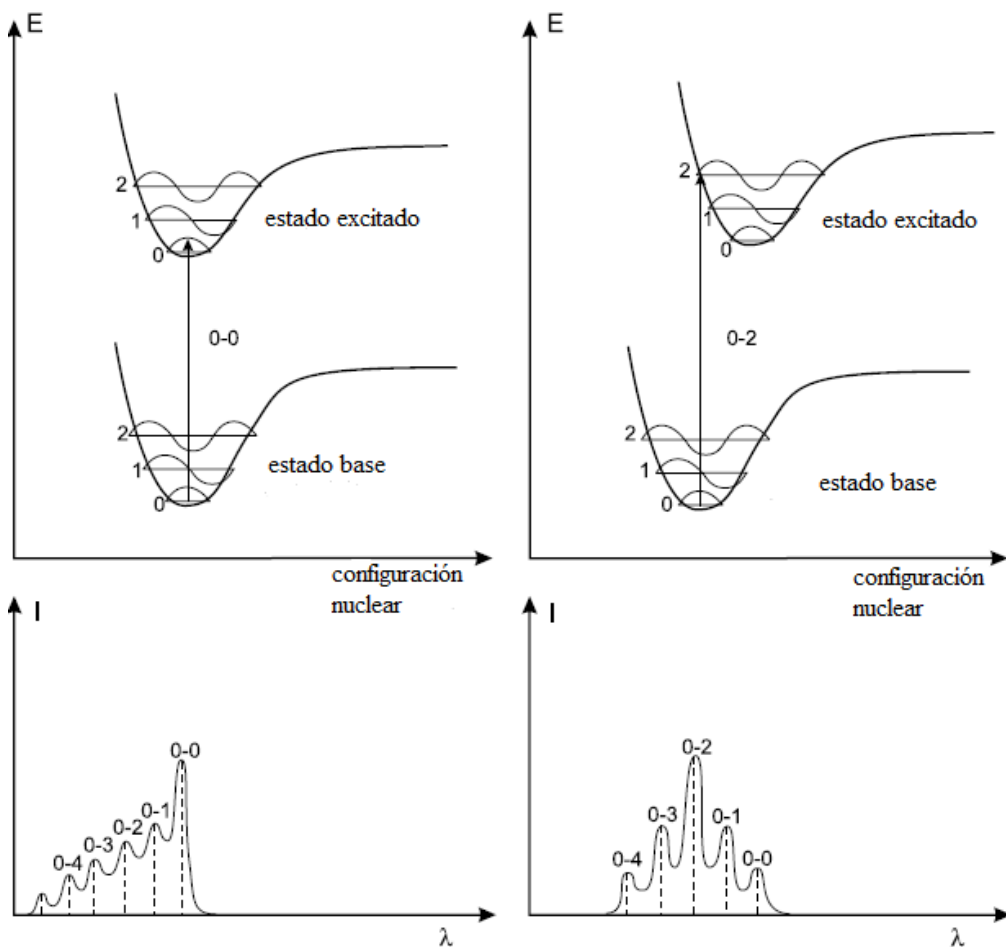 E
2
1
0
estado excitado
0-0
2
1
0
estado base
configuración
nuclear
E
2
1
0
estado excitado
0-2
2
1
0
estado base
configuración
nuclear
I
0-0
0-1
0-2
0-3
0-4
λ
I
0-2
0-3
0-1
0-4
0-0
λ